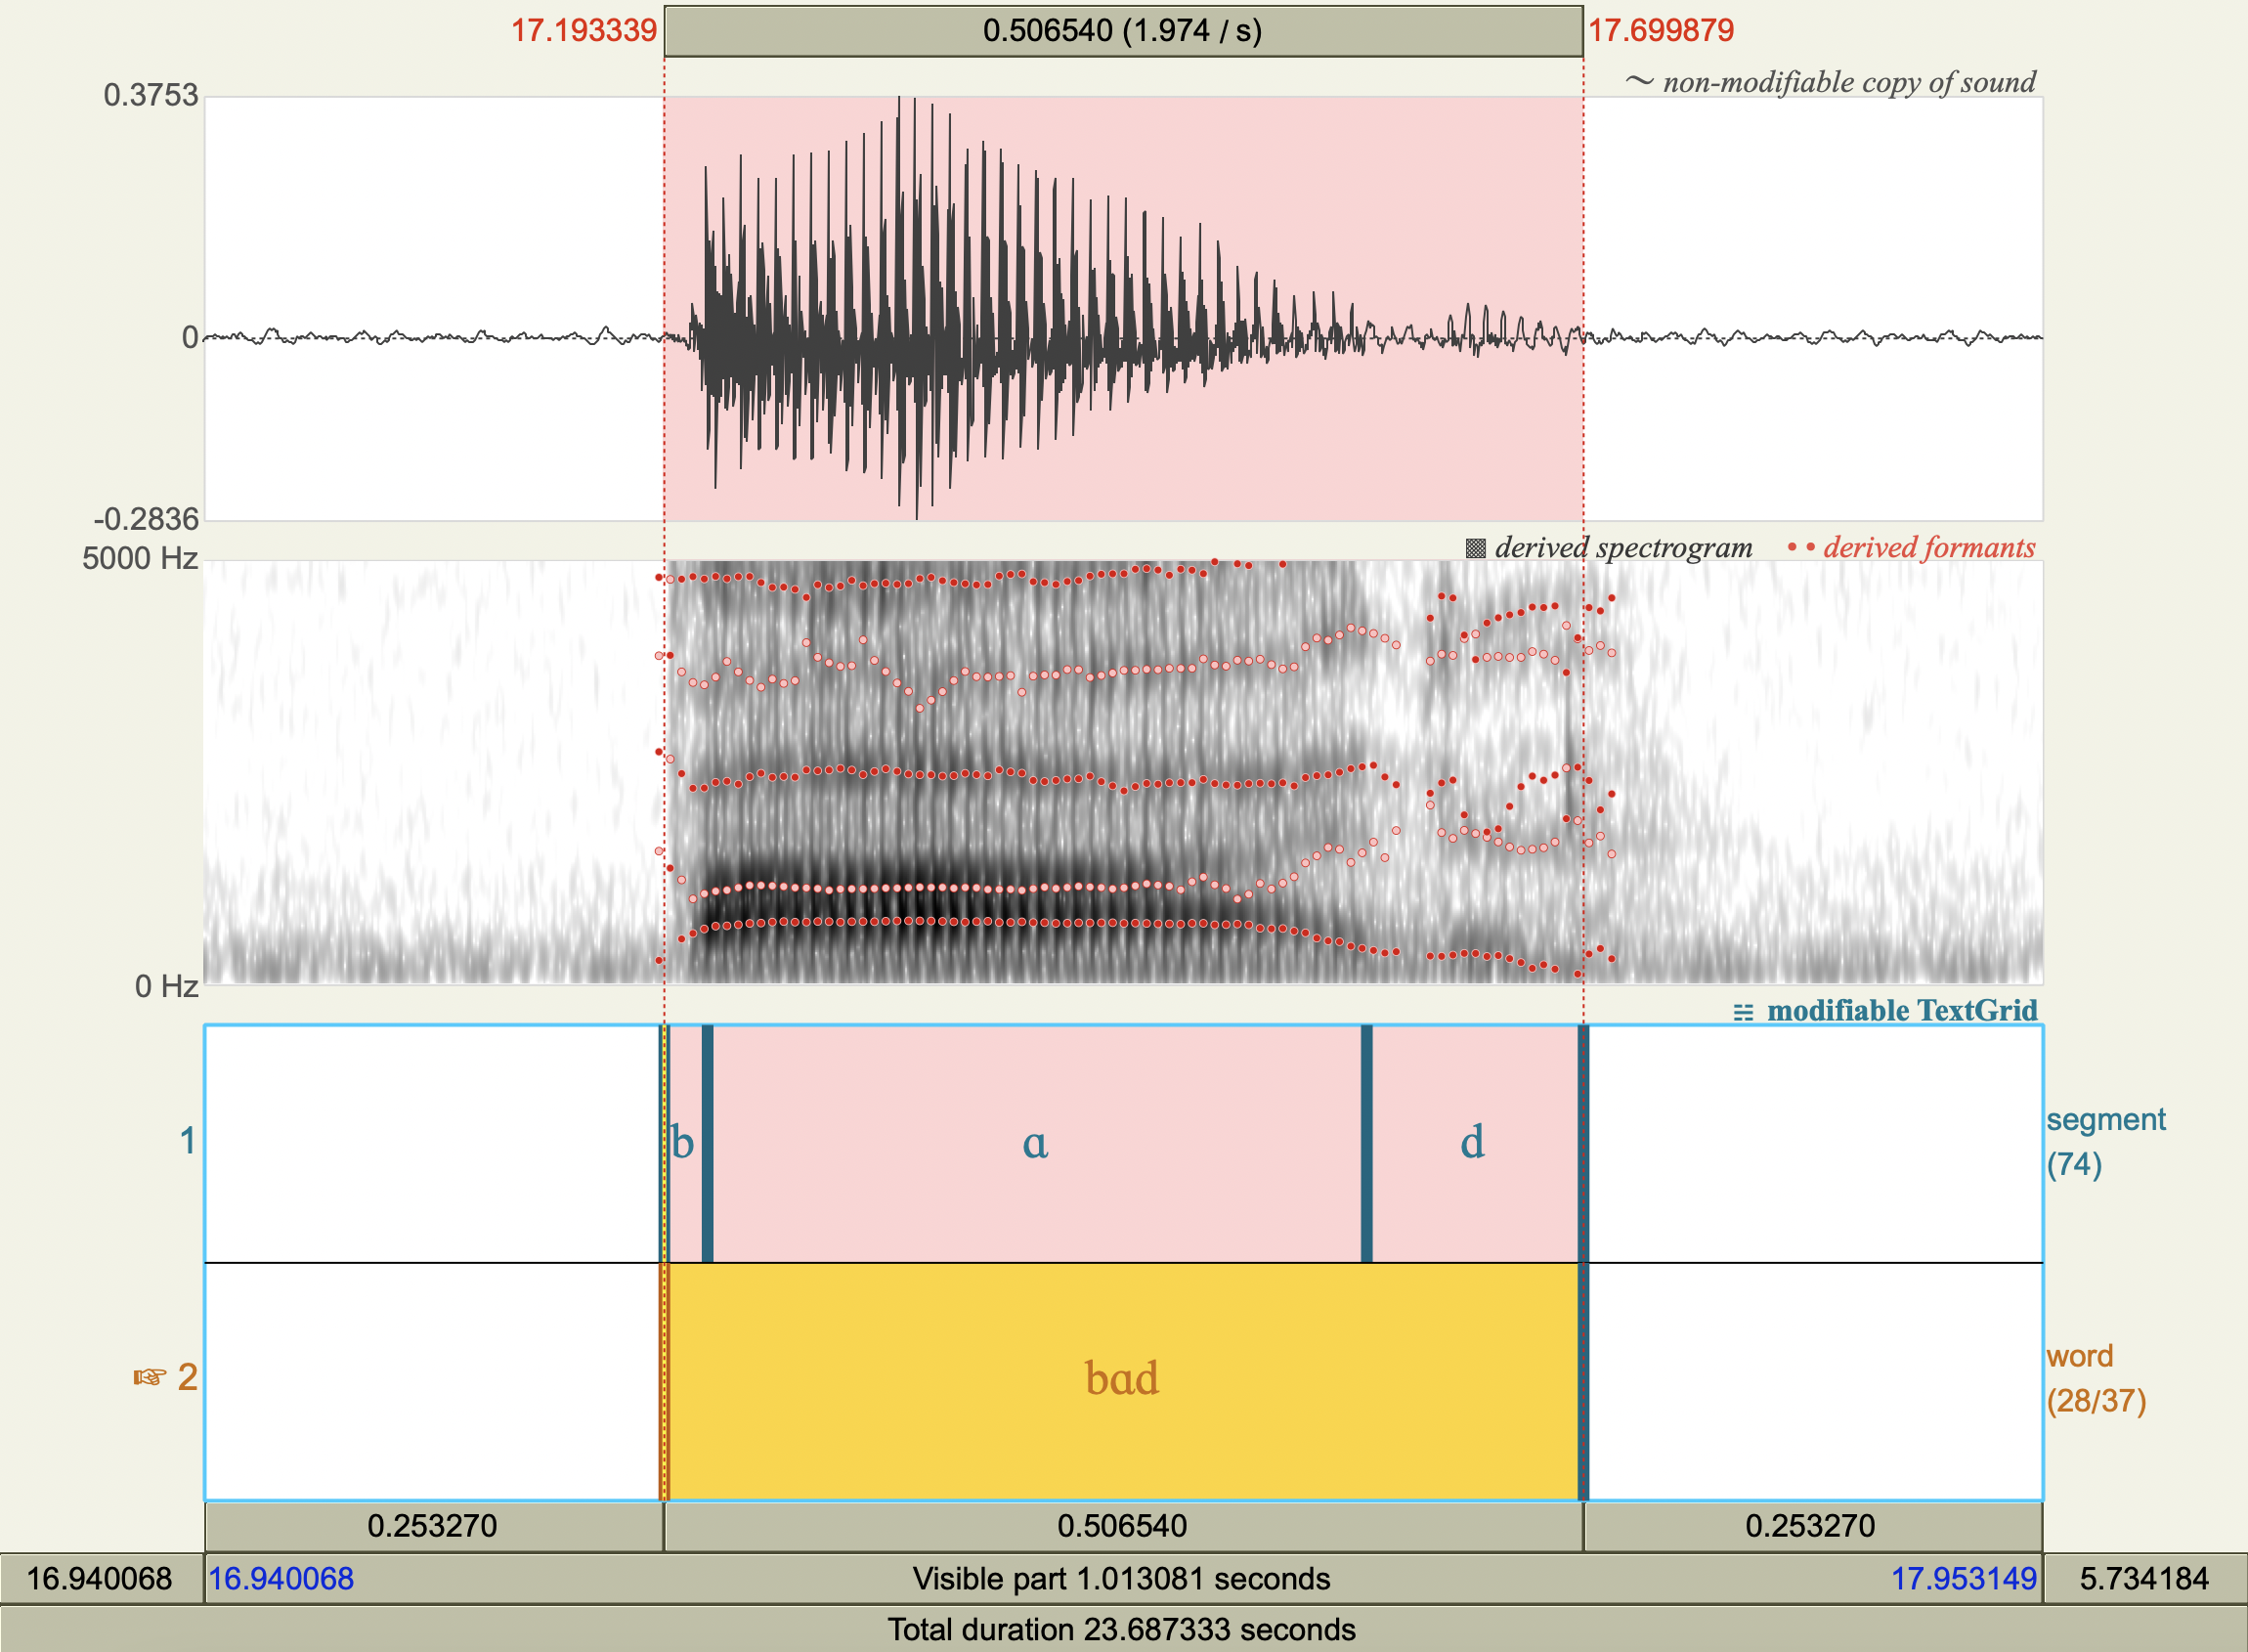 17.193339 0.506540 (1.974 / s) 17.699879
0.3753
~ non-modifiable copy of sound
0
-0.2836
5000 Hz
derived spectrogram •• derived formants
0 Hz
modifiable TextGrid
1 b ɑ d segment
(74)
☞ 2 bɑd word
(28/37)
0.253270 0.506540 0.253270
16.940068 16.940068 Visible part 1.013081 seconds 17.953149 5.734184
Total duration 23.687333 seconds